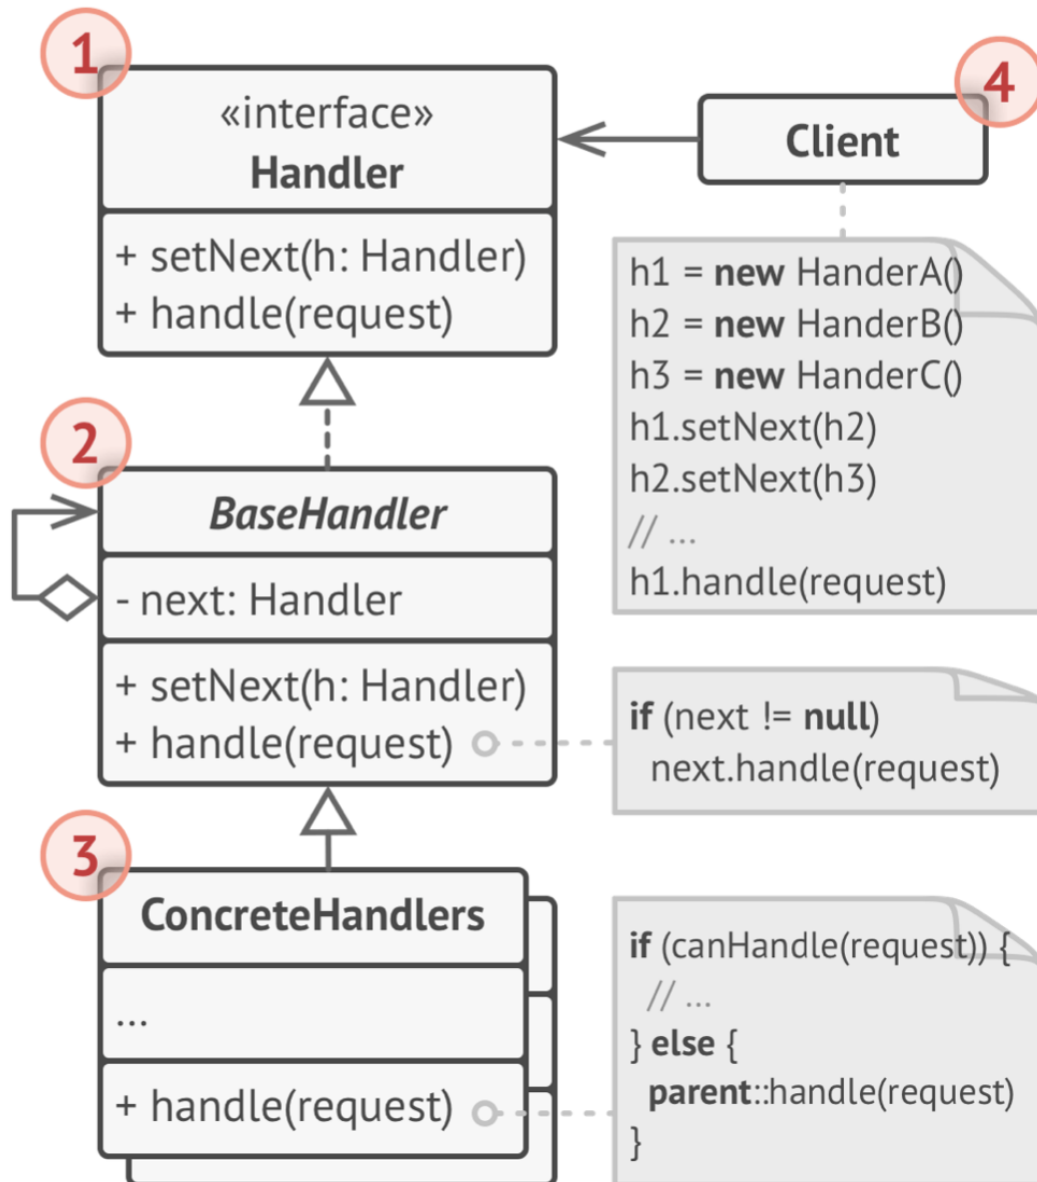 1
«interface»
Handler
+ setNext(h: Handler)
+ handle(request)
4
Client
h1 = new HanderA()
h2 = new HanderB()
h3 = new HanderC()
h1.setNext(h2)
h2.setNext(h3)
// ...
h1.handle(request)
2
BaseHandler
- next: Handler
+ setNext(h: Handler)
+ handle(request)
if (next != null)
next.handle(request)
3
ConcreteHandlers
...
+ handle(request)
if (canHandle(request)) {
// ...
} else {
parent::handle(request)
}